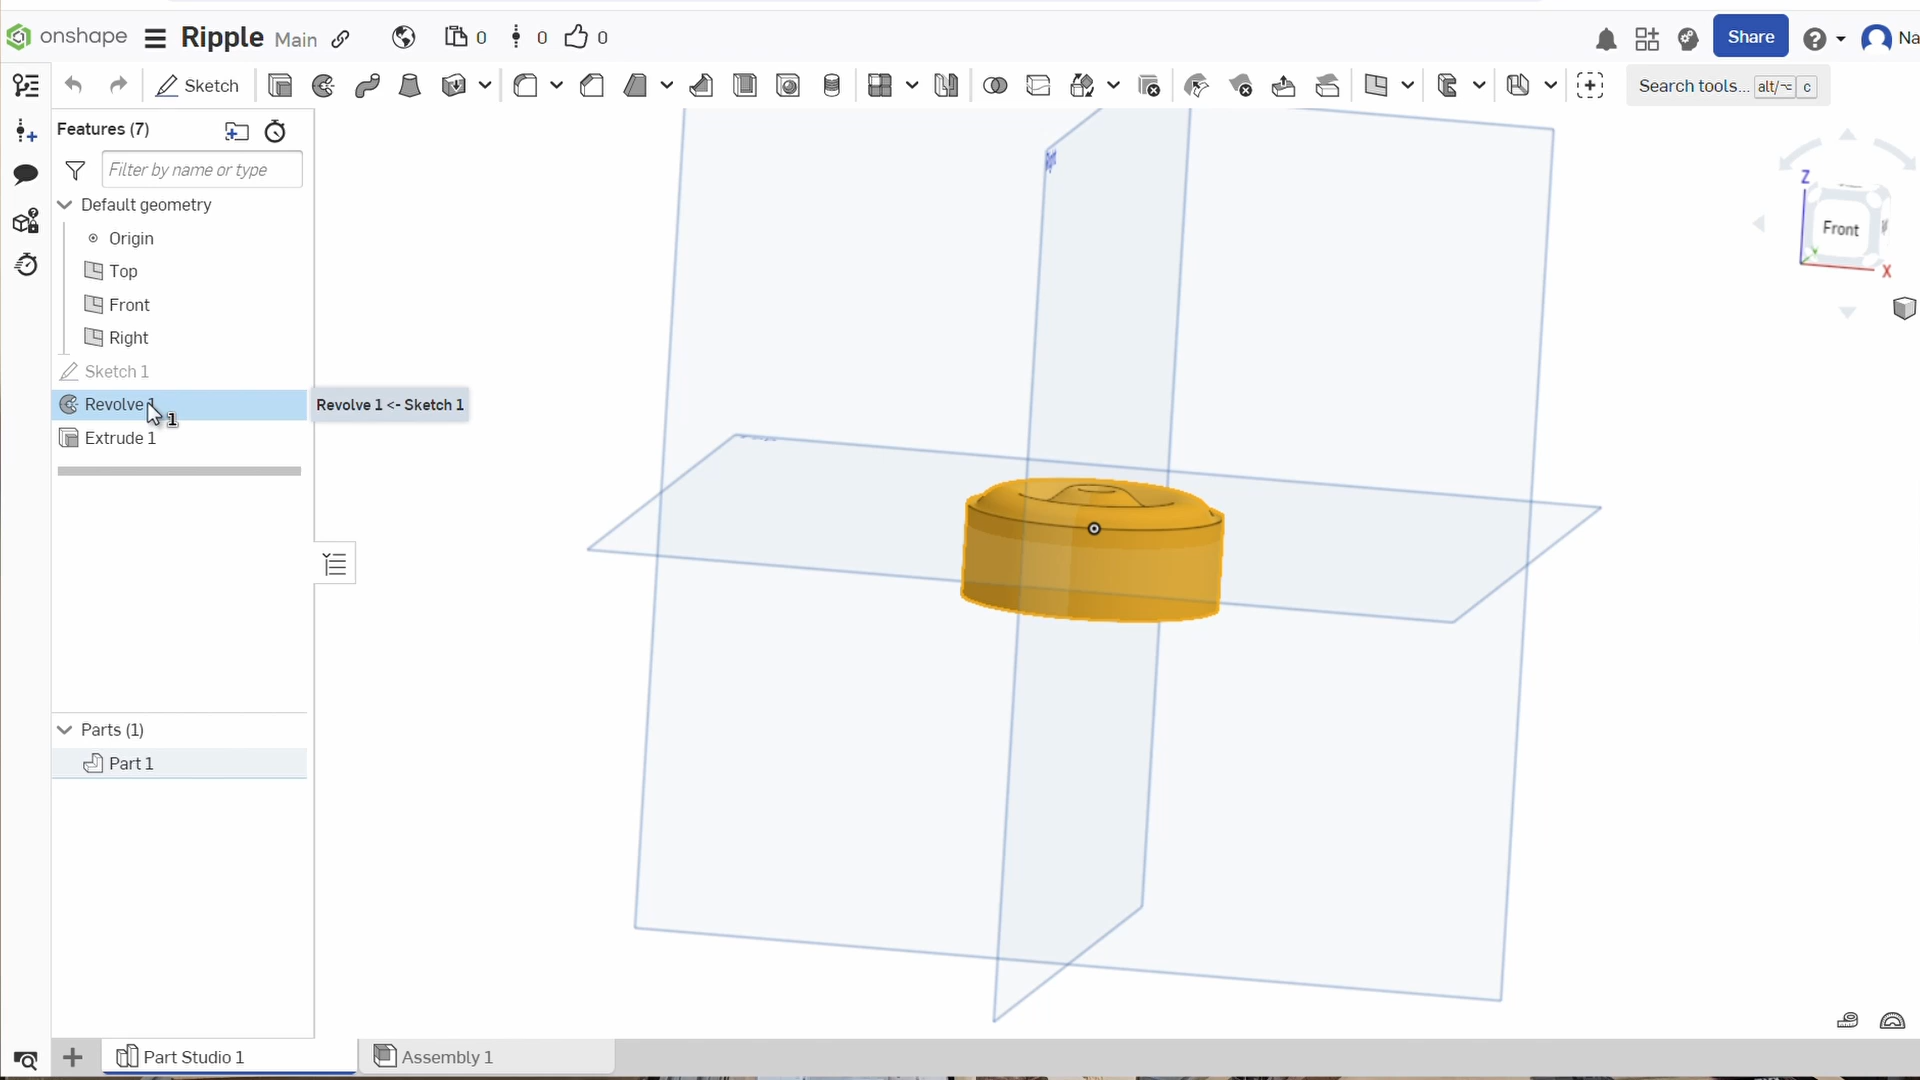 onshape Ripple Main 0 0 0 Share Na
Sketch Search tools... alt/⌥ c
Features (7)
Filter by name or type
Default geometry
Origin
Top
Front
Right
Sketch 1
Revolve 1
Revolve 1 <- Sketch 1
1
Extrude 1
Parts (1)
Part 1
Z
Front
X
Part Studio 1
Assembly 1